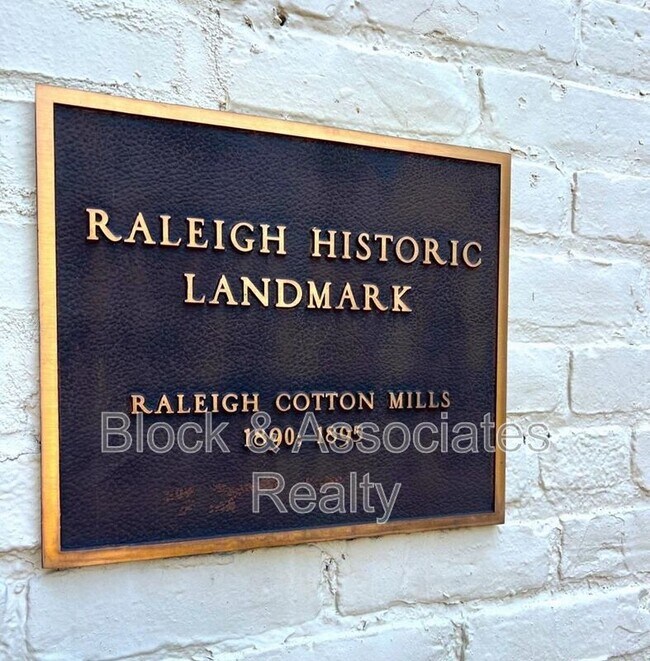 RALEIGH HISTORIC
LANDMARK
RALEIGH COTTON MILLS
1890; 1895
Block & Associates
Realty